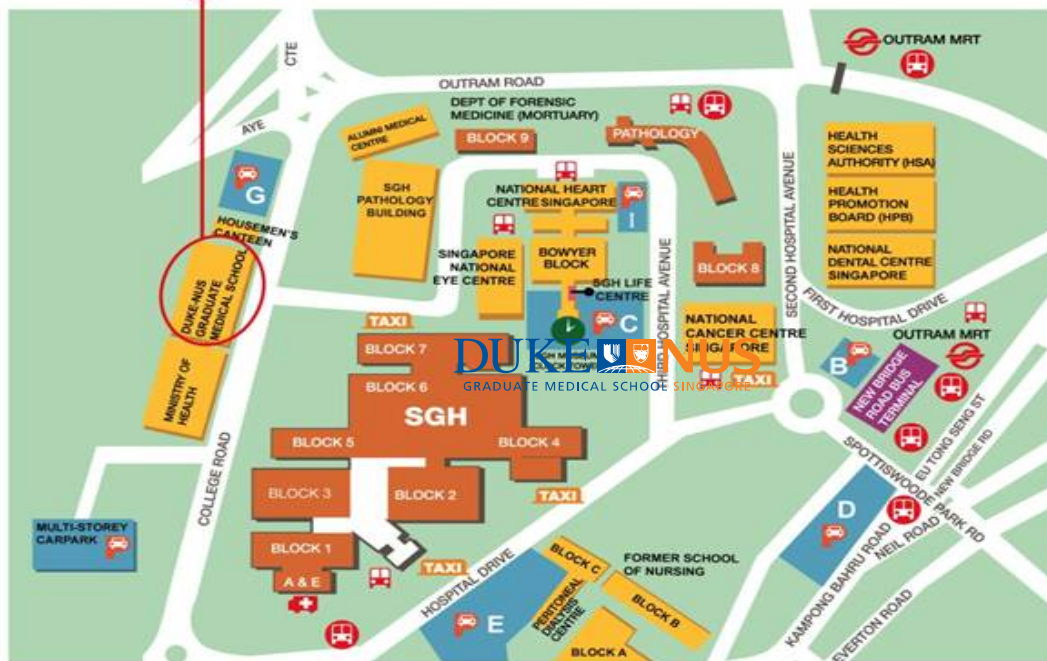 OUTRAM MRT
CTE
OUTRAM ROAD
DEPT OF FORENSIC
MEDICINE (MORTUARY)
AYE
ALUMNI MEDICAL
CENTRE
BLOCK 9
PATHOLOGY
HEALTH
SCIENCES
AUTHORITY (HSA)
G
SGH
PATHOLOGY
BUILDING
NATIONAL HEART
CENTRE SINGAPORE
I
HEALTH
PROMOTION
BOARD (HPB)
HOUSEMEN'S
CANTEEN
SINGAPORE
NATIONAL
EYE CENTRE
BOWYER
BLOCK
BLOCK 8
NATIONAL
DENTAL CENTRE
SINGAPORE
SECOND HOSPITAL AVENUE
THIRD HOSPITAL AVENUE
DUKE-NUS
GRADUATE
MEDICAL SCHOOL
SGH LIFE
CENTRE
C
FIRST HOSPITAL DRIVE
TAXI
NATIONAL
CANCER CENTRE
SINGAPORE
OUTRAM MRT
BLOCK 7
DUKE NUS
GRADUATE MEDICAL SCHOOL SINGAPORE
TAXI
B
NEW BRIDGE
ROAD BUS
TERMINAL
MINISTRY OF
HEALTH
BLOCK 6
SGH
BLOCK 5
BLOCK 4
EU TONG SENG ST
NEW BRIDGE RD
SPOTTISWOODE PARK RD
COLLEGE ROAD
BLOCK 3
BLOCK 2
TAXI
D
MULTI-STOREY
CARPARK
BLOCK 1
A & E
TAXI
HOSPITAL DRIVE
BLOCK C
FORMER SCHOOL
OF NURSING
NEIL ROAD
KAMPONG BAHRU ROAD
PERITONEAL
DIALYSIS
CENTRE
BLOCK B
E
BLOCK A
EVERTON ROAD